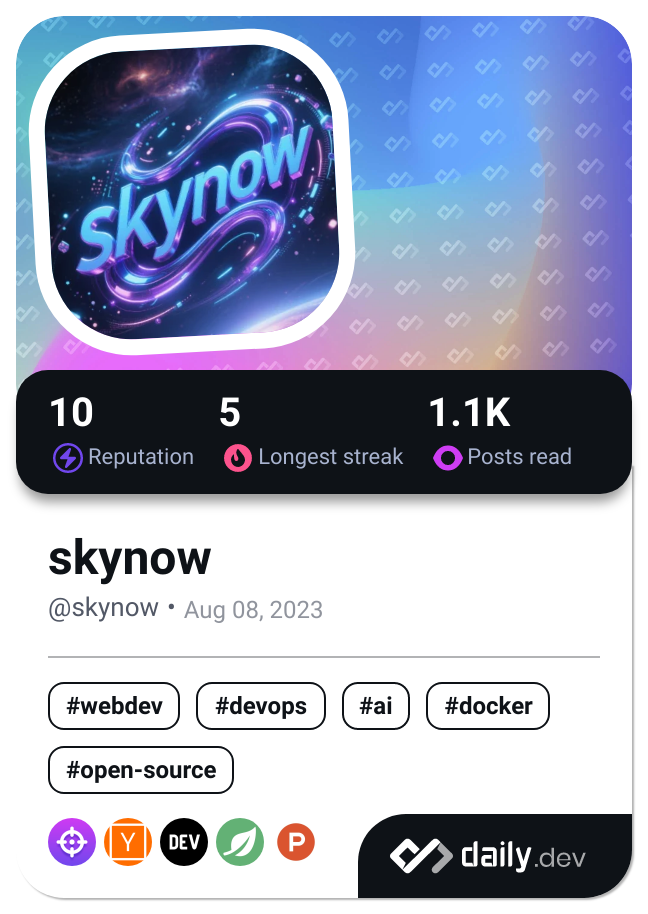 skynow
10 5 1.1K
Reputation Longest streak Posts read
skynow
@skynow • Aug 08, 2023
#webdev #devops #ai #docker
#open-source
Y DEV P
daily.dev